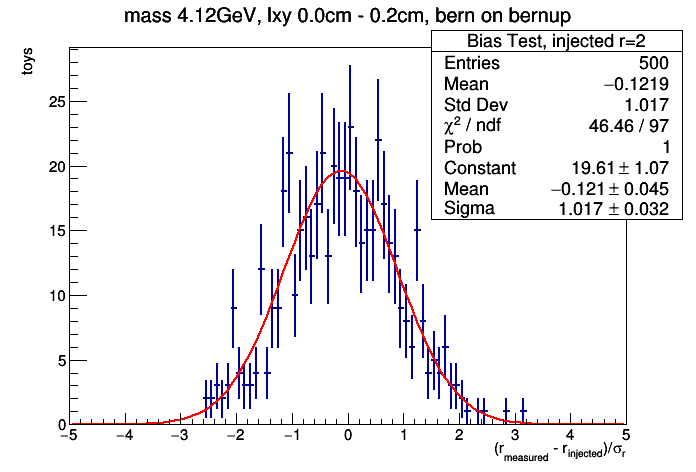 mass 4.12GeV, lxy 0.0cm - 0.2cm, bern on bernup
Bias Test, injected r=2
Entries 500
Mean −0.1219
Std Dev 1.017
χ² / ndf 46.46 / 97
Prob 1
Constant 19.61 ± 1.07
Mean −0.121 ± 0.045
Sigma 1.017 ± 0.032
toys
25
20
15
10
5
0
−5 −4 −3 −2 −1 0 1 2 3 4 5
(r_measured - r_injected)/σ_r